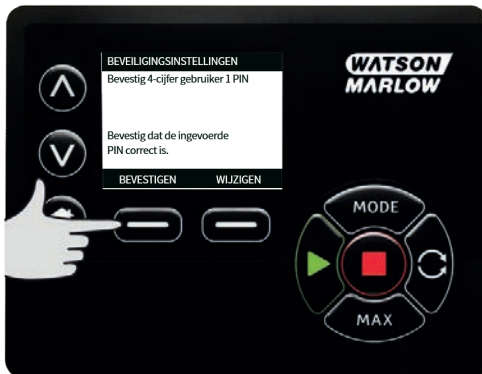 BEVEILIGINGSINSTELLINGEN
Bevestig 4-cijfer gebruiker 1 PIN
Bevestig dat de ingevoerde
PIN correct is.
BEVESTIGEN WIJZIGEN
WATSON
MARLOW
MODE
MAX